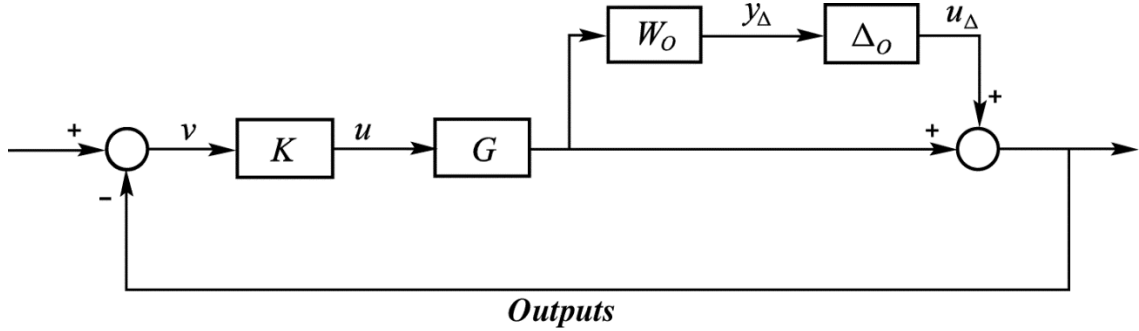 W_O
y_Δ
Δ_O
u_Δ
+
+
v
K
u
G
+
-
Outputs